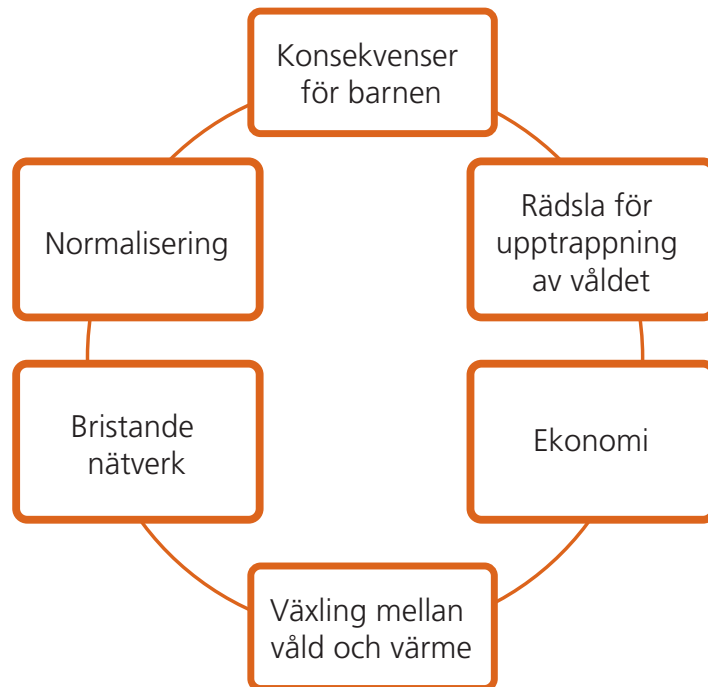 Konsekvenser
för barnen
Rädsla för
upptrappning
av våldet
Ekonomi
Växling mellan
våld och värme
Bristande
nätverk
Normalisering